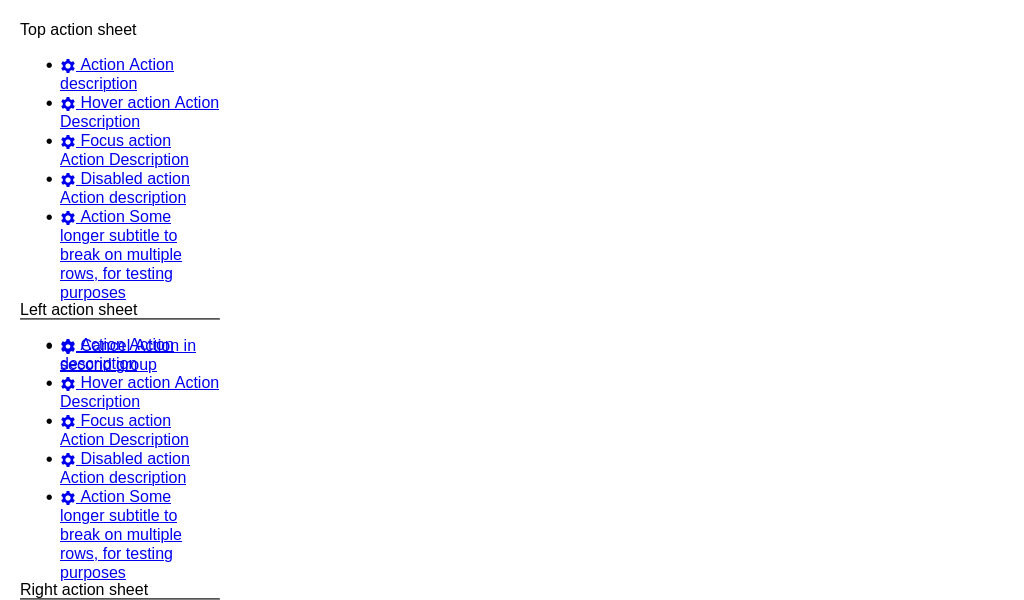 Top action sheet
Action Action
description
Hover action Action
Description
Focus action
Action Description
Disabled action
Action description
Action Some
longer subtitle to
break on multiple
rows, for testing
purposes
Left action sheet
Action Action
description
Cancel Action in
second group
Hover action Action
Description
Focus action
Action Description
Disabled action
Action description
Action Some
longer subtitle to
break on multiple
rows, for testing
purposes
Right action sheet